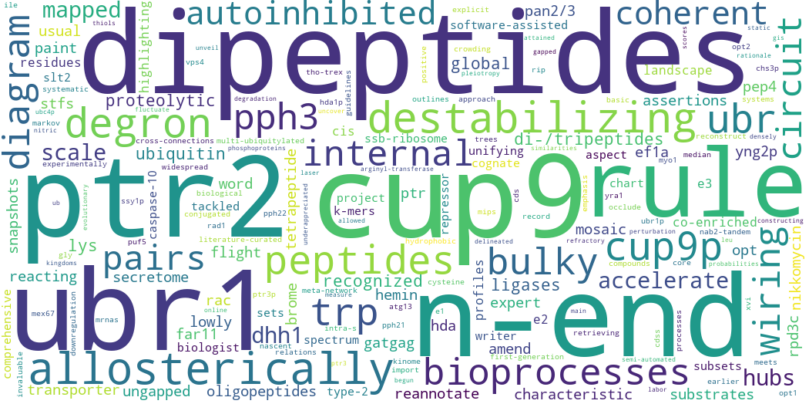 diagram
mapped
usual
paint
residues
slt2
systematic
stfs
ile
thiols
static
highlighting
autoinhibited
coherent
pan2/3
explicit
software-assisted
crowding
global
positive
rip
landscape
scores
gapped
opt2
rationale
gis
attained
chs3p
pleiotropy
unveil
vps4
dipeptides
circuit
proteolytic
pph3
tho-trex
hda1p
guidelines
degradation
uncover
degron
destabilizing
ubr
assertions
pep4
basic
systems
ubc4p
markov
nitric
cross-connections
multi-ubiquitylated
phosphoproteins
cis
ssb-ribosome
di-/tripeptides
trees
similarities
reconstruct
densely
scale
experimentally
ubiquitin
widespread
internal
unifying
cognate
aspect
ef1a
median
myo1
yng2p
snapshots
ptr2
cup9
rule
word
tackled
biological
ssy1p
puf5
rad1
pph22
conjugated
literature-curated
caspase-10
tetrapeptide
arginyl-transferase
underappreciated
laser
allowed
project
k-mers
ptr
repressor
cds
mips
record
emphasis
chart
yra1
occlude
e3
ubr1p
perturbation
mosaic
co-enriched
nab2-tandem
constructing
evolutionary
ub
lys
gly
kingdoms
pairs
flight
peptides
hydrophobic
delineated
refractory
bulky
cup9p
opt
leu
compounds
core
probabilities
wiring
nikkomycin
reacting
secretome
ptr3p
meta-network
measure
recognized
cysteine
ligases
accelerate
comprehensive
ubr1
rac
online
sets
brome
hemin
trp
atg13
e1
profiles
n-end
expert
cdss
processes
xvi
rpd3c
mex67
mrnas
downregulation
lowly
dhh1
spectrum
intra-s
gatgag
hda
e2
main
retrieving
far11
nascent
relations
pph21
writer
amend
subsets
meets
earlier
invaluable
allosterically
biologist
ptr1
kinome
import
begun
first-generation
semi-automated
bioprocesses
labor
hubs
transporter
ungapped
oligopeptides
type-2
reannotate
characteristic
substrates
opt1